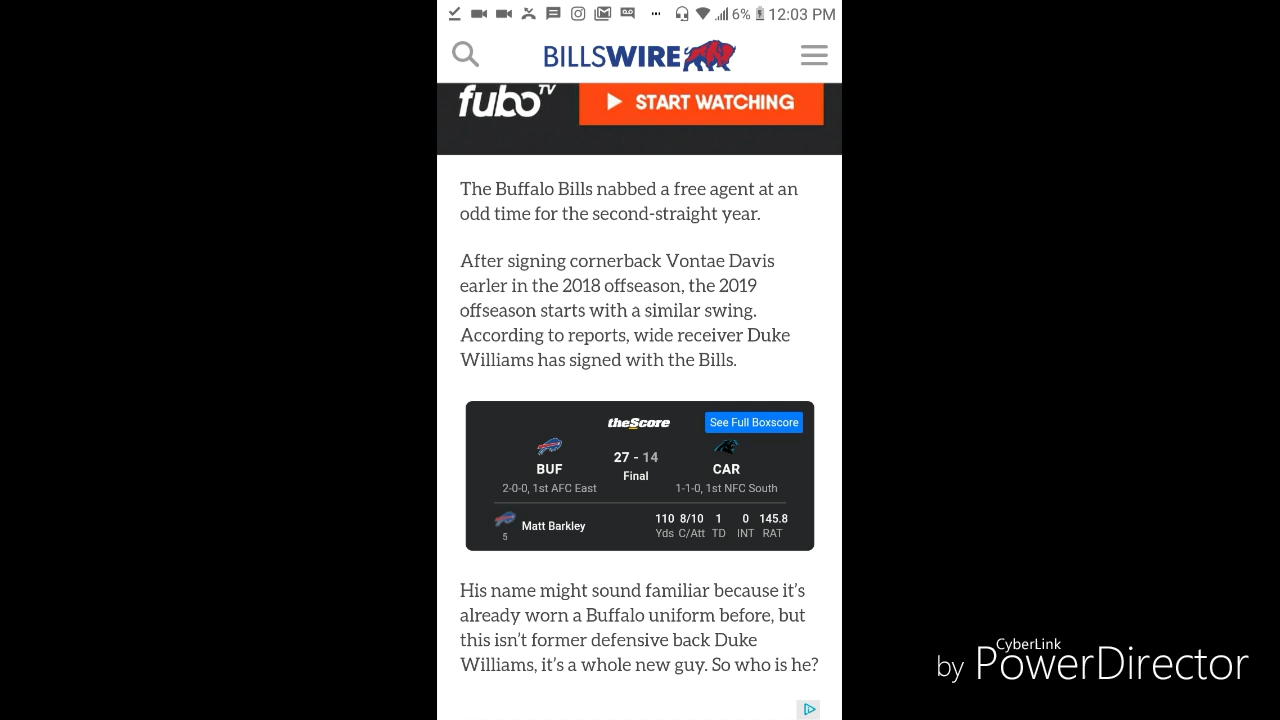 6% 12:03 PM
BILLSWIRE
fubo TV
START WATCHING
The Buffalo Bills nabbed a free agent at an
odd time for the second-straight year.
After signing cornerback Vontae Davis
earler in the 2018 offseason, the 2019
offseason starts with a similar swing.
According to reports, wide receiver Duke
Williams has signed with the Bills.
theScore
See Full Boxscore
BUF 27 - 14 CAR
Final
2-0-0, 1st AFC East 1-1-0, 1st NFC South
5 Matt Barkley 110 8/10 1 0 145.8
Yds C/Att TD INT RAT
His name might sound familiar because it's
already worn a Buffalo uniform before, but
this isn't former defensive back Duke
Williams, it's a whole new guy. So who is he?
CyberLink
by PowerDirector